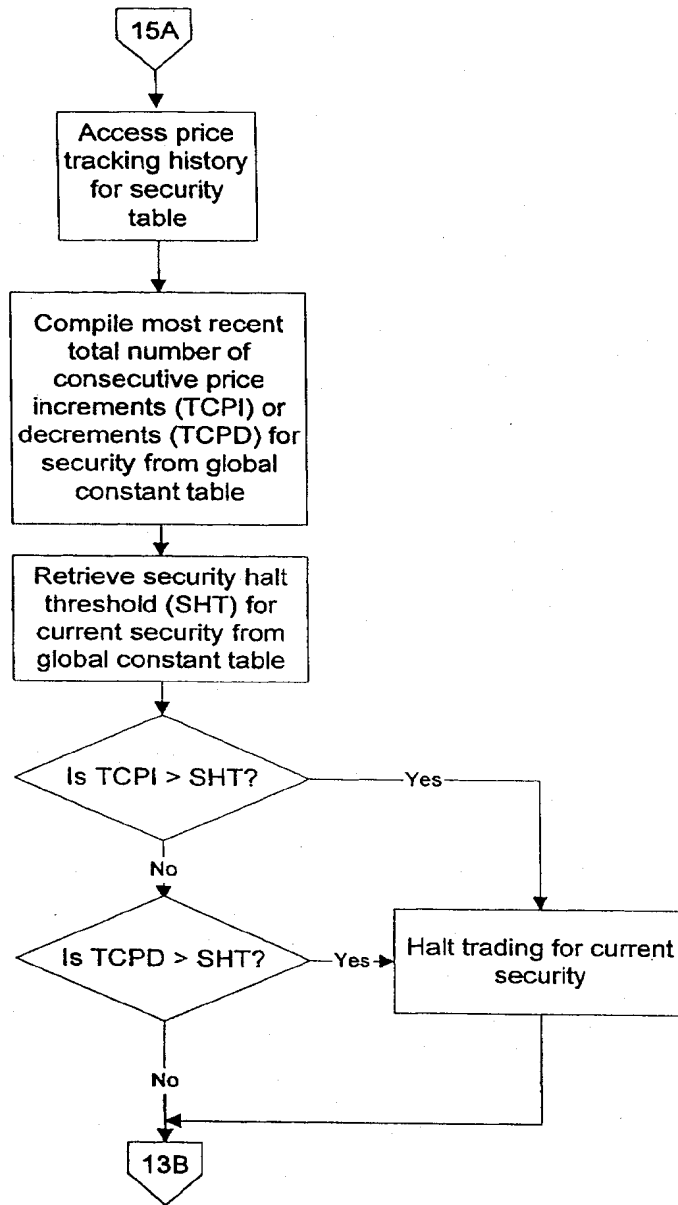 15A
Access price
tracking history
for security
table
Compile most recent
total number of
consecutive price
increments (TCPI) or
decrements (TCPD) for
security from global
constant table
Retrieve security halt
threshold (SHT) for
current security from
global constant table
Is TCPI > SHT?
Yes
No
Is TCPD > SHT?
Yes
Halt trading for current
security
No
13B